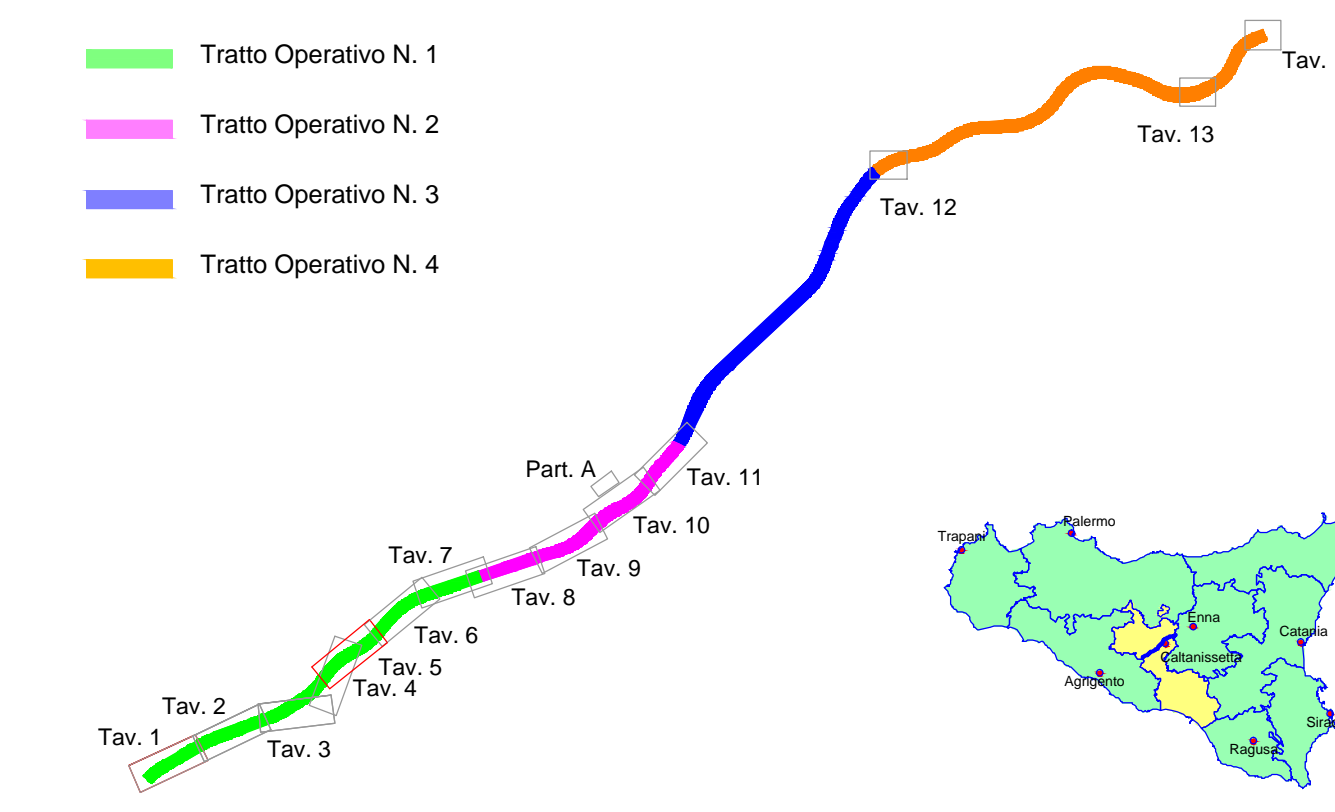 Tratto Operativo N. 1
Tratto Operativo N. 2
Tratto Operativo N. 3
Tratto Operativo N. 4
Tav.
Tav. 13
Tav. 12
Tav. 11
Part. A
Tav. 10
Tav. 9
Tav. 8
Tav. 7
Tav. 6
Tav. 5
Tav. 4
Tav. 3
Tav. 2
Tav. 1
Palermo
Trapani
Enna
Catania
Caltanissetta
Agrigento
Sira
Ragusa